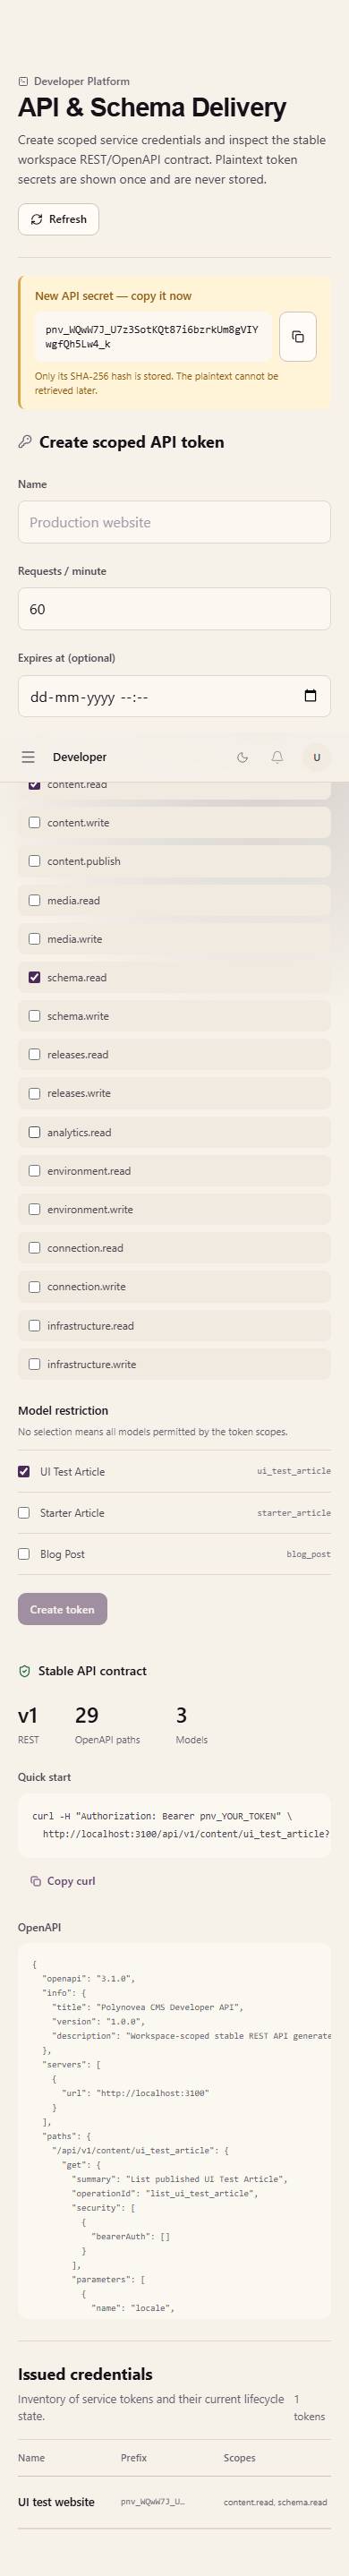 Developer Platform
API & Schema Delivery
Create scoped service credentials and inspect the stable
workspace REST/OpenAPI contract. Plaintext token
secrets are shown once and are never stored.
Refresh
New API secret — copy it now
pnv_WQwW7J_U7z3SotKQt87i6bzrkUm8gVIY
wgfQh5Lw4_k
Only its SHA-256 hash is stored. The plaintext cannot be
retrieved later.
Create scoped API token
Name
Production website
Requests / minute
60
Expires at (optional)
dd-mm-yyyy --:--
Developer
U
content.read
content.write
content.publish
media.read
media.write
schema.read
schema.write
releases.read
releases.write
analytics.read
environment.read
environment.write
connection.read
connection.write
infrastructure.read
infrastructure.write
Model restriction
No selection means all models permitted by the token scopes.
UI Test Article ui_test_article
Starter Article starter_article
Blog Post blog_post
Create token
Stable API contract
v1 29 3
REST OpenAPI paths Models
Quick start
curl -H "Authorization: Bearer pnv_YOUR_TOKEN" \
http://localhost:3100/api/v1/content/ui_test_article?
Copy curl
OpenAPI
{
"openapi": "3.1.0",
"info": {
"title": "Polynovea CMS Developer API",
"version": "1.0.0",
"description": "Workspace-scoped stable REST API generate
},
"servers": [
{
"url": "http://localhost:3100"
}
],
"paths": {
"/api/v1/content/ui_test_article": {
"get": {
"summary": "List published UI Test Article",
"operationId": "list_ui_test_article",
"security": [
{
"bearerAuth": []
}
],
"parameters": [
{
"name": "locale",
Issued credentials
Inventory of service tokens and their current lifecycle state.
1 tokens
Name Prefix Scopes
UI test website pnv_WQwW7J_U… content.read, schema.read